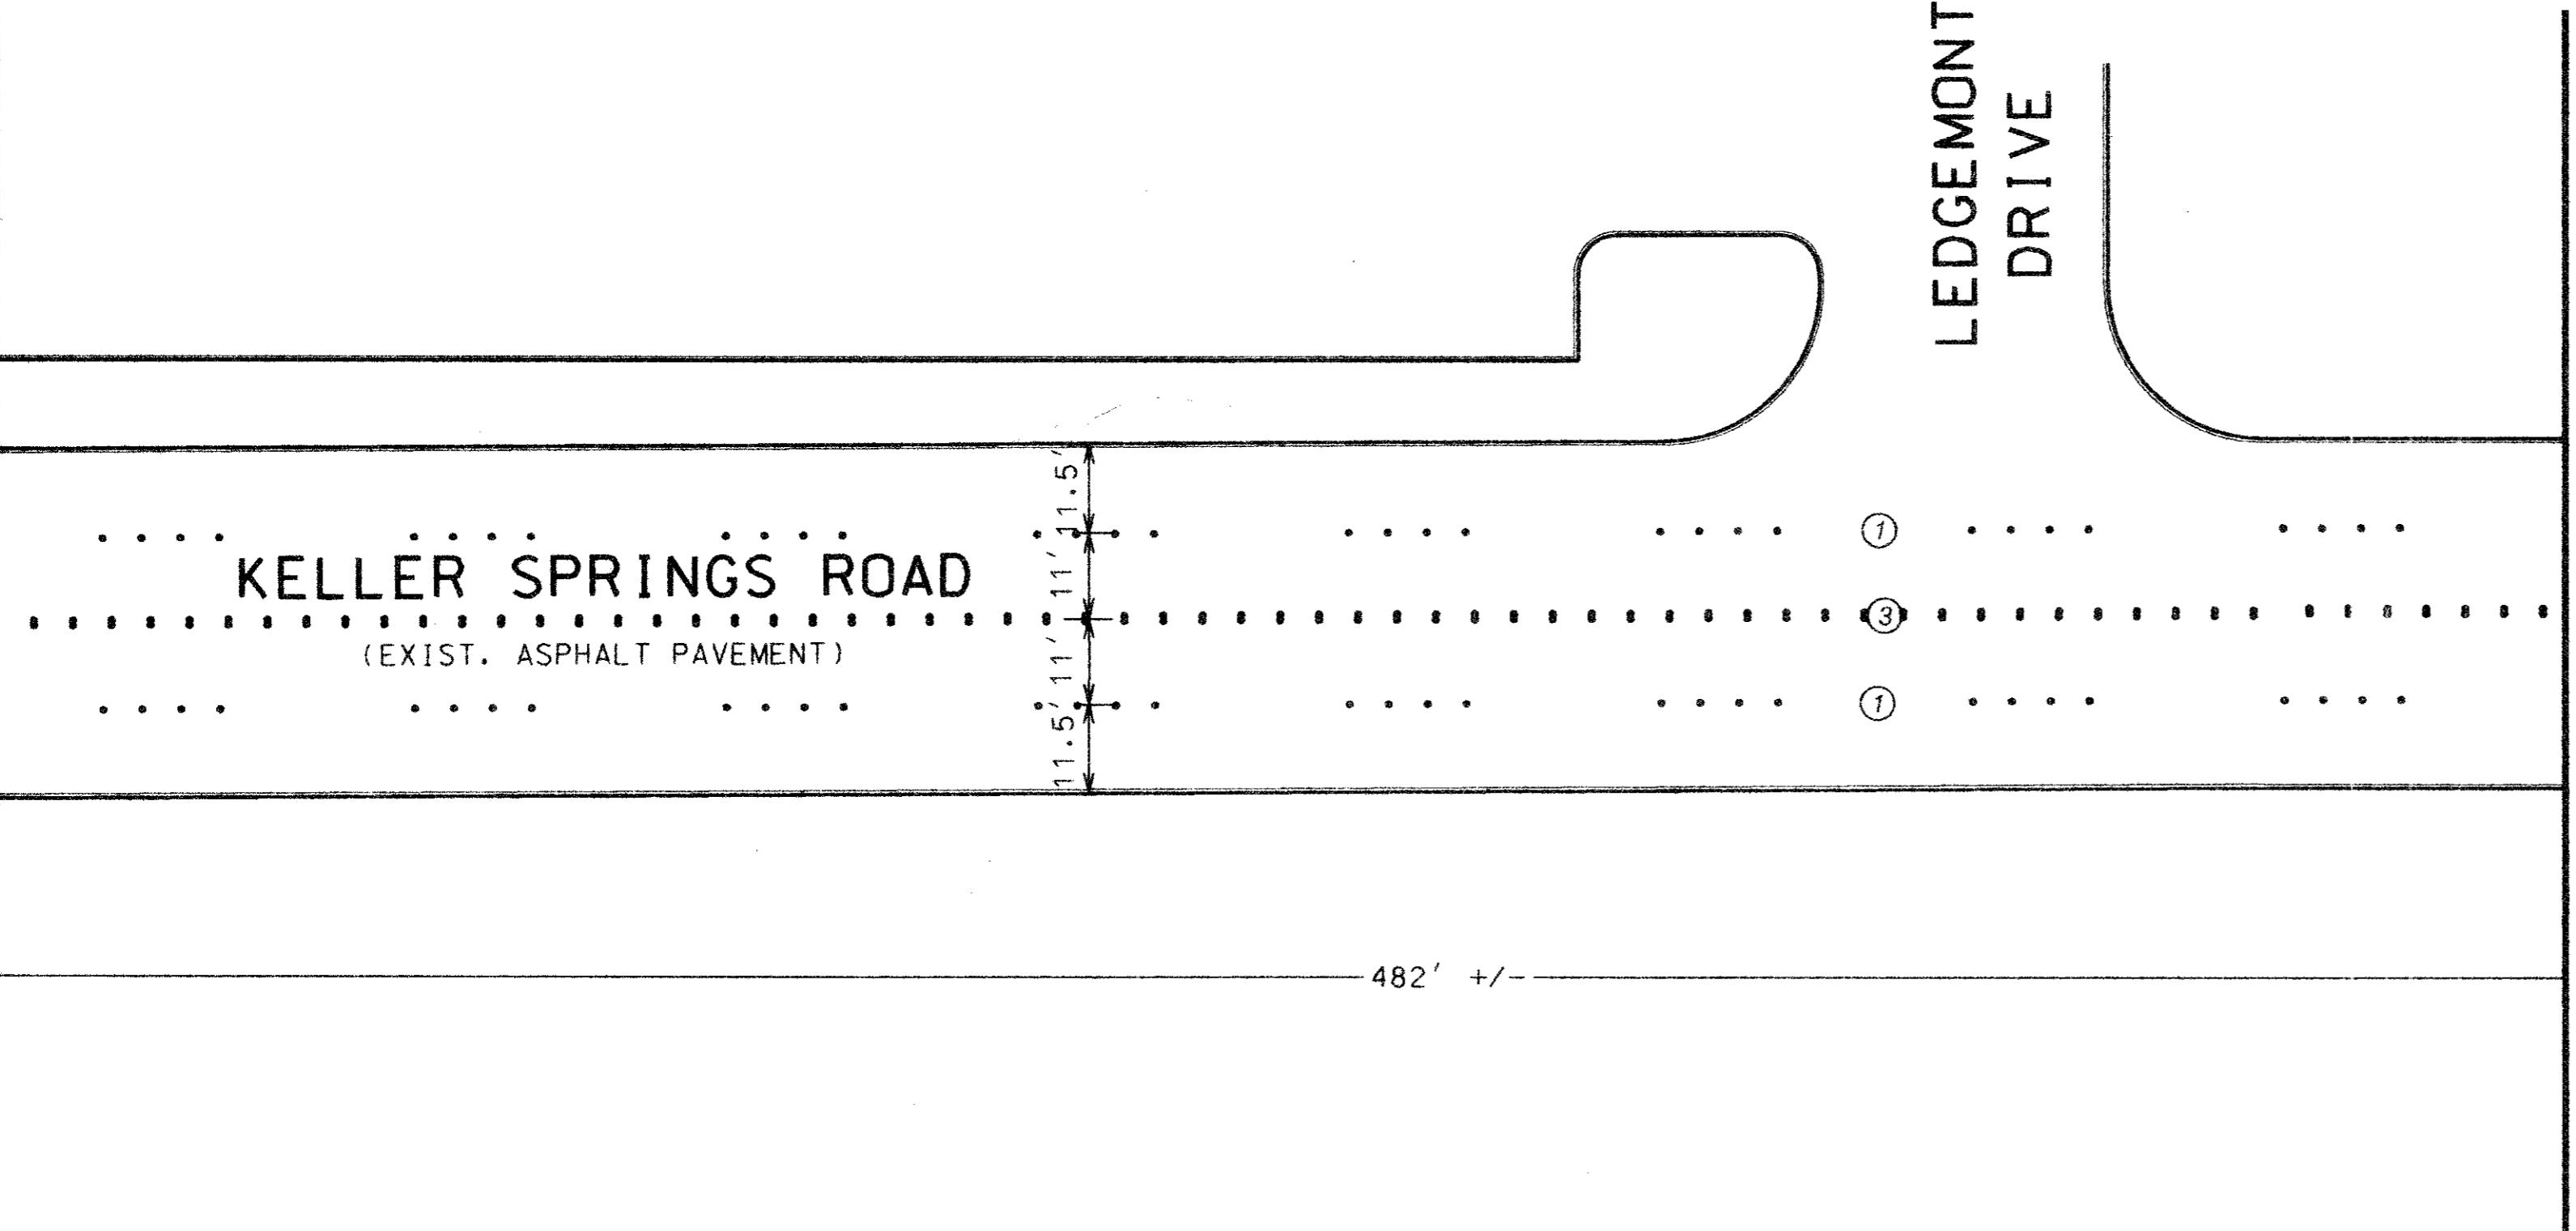 LEDGEMONT
DRIVE
11.5'
KELLER SPRINGS ROAD
11'
1
3
(EXIST. ASPHALT PAVEMENT)
11'
1
11.5'
482' +/-